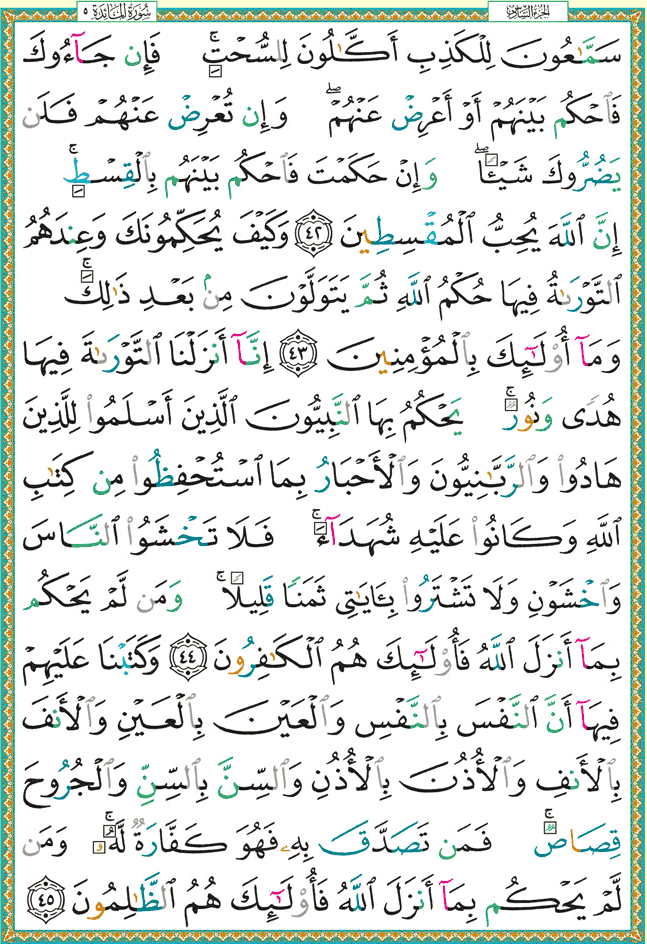 سُورَةُ المَائدة ٥ الجزء السادس
سَمَّٰعُونَ لِلْكَذِبِ أَكَّٰلُونَ لِلسُّحْتِ ۚ فَإِن جَآءُوكَ
فَٱحْكُم بَيْنَهُمْ أَوْ أَعْرِضْ عَنْهُمْ ۖ وَإِن تُعْرِضْ عَنْهُمْ فَلَن
يَضُرُّوكَ شَيْـًٔا ۖ وَإِنْ حَكَمْتَ فَٱحْكُم بَيْنَهُم بِٱلْقِسْطِ ۚ
إِنَّ ٱللَّهَ يُحِبُّ ٱلْمُقْسِطِينَ ٤٢ وَكَيْفَ يُحَكِّمُونَكَ وَعِندَهُمُ
ٱلتَّوْرَىٰةُ فِيهَا حُكْمُ ٱللَّهِ ثُمَّ يَتَوَلَّوْنَ مِنۢ بَعْدِ ذَٰلِكَ ۚ
وَمَآ أُو۟لَٰٓئِكَ بِٱلْمُؤْمِنِينَ ٤٣ إِنَّآ أَنزَلْنَا ٱلتَّوْرَىٰةَ فِيهَا
هُدًى وَنُورٌ ۚ يَحْكُمُ بِهَا ٱلنَّبِيُّونَ ٱلَّذِينَ أَسْلَمُوا۟ لِلَّذِينَ
هَادُوا۟ وَٱلرَّبَّٰنِيُّونَ وَٱلْأَحْبَارُ بِمَا ٱسْتُحْفِظُوا۟ مِن كِتَٰبِ
ٱللَّهِ وَكَانُوا۟ عَلَيْهِ شُهَدَآءَ ۚ فَلَا تَخْشَوُا۟ ٱلنَّاسَ
وَٱخْشَوْنِ وَلَا تَشْتَرُوا۟ بِـَٔايَٰتِى ثَمَنًا قَلِيلًا ۚ وَمَن لَّمْ يَحْكُم
بِمَآ أَنزَلَ ٱللَّهُ فَأُو۟لَٰٓئِكَ هُمُ ٱلْكَٰفِرُونَ ٤٤ وَكَتَبْنَا عَلَيْهِمْ
فِيهَآ أَنَّ ٱلنَّفْسَ بِٱلنَّفْسِ وَٱلْعَيْنَ بِٱلْعَيْنِ وَٱلْأَنفَ
بِٱلْأَنفِ وَٱلْأُذُنَ بِٱلْأُذُنِ وَٱلسِّنَّ بِٱلسِّنِّ وَٱلْجُرُوحَ
قِصَاصٌ ۚ فَمَن تَصَدَّقَ بِهِۦ فَهُوَ كَفَّارَةٌ لَّهُۥ ۚ وَمَن
لَّمْ يَحْكُم بِمَآ أَنزَلَ ٱللَّهُ فَأُو۟لَٰٓئِكَ هُمُ ٱلظَّٰلِمُونَ ٤٥